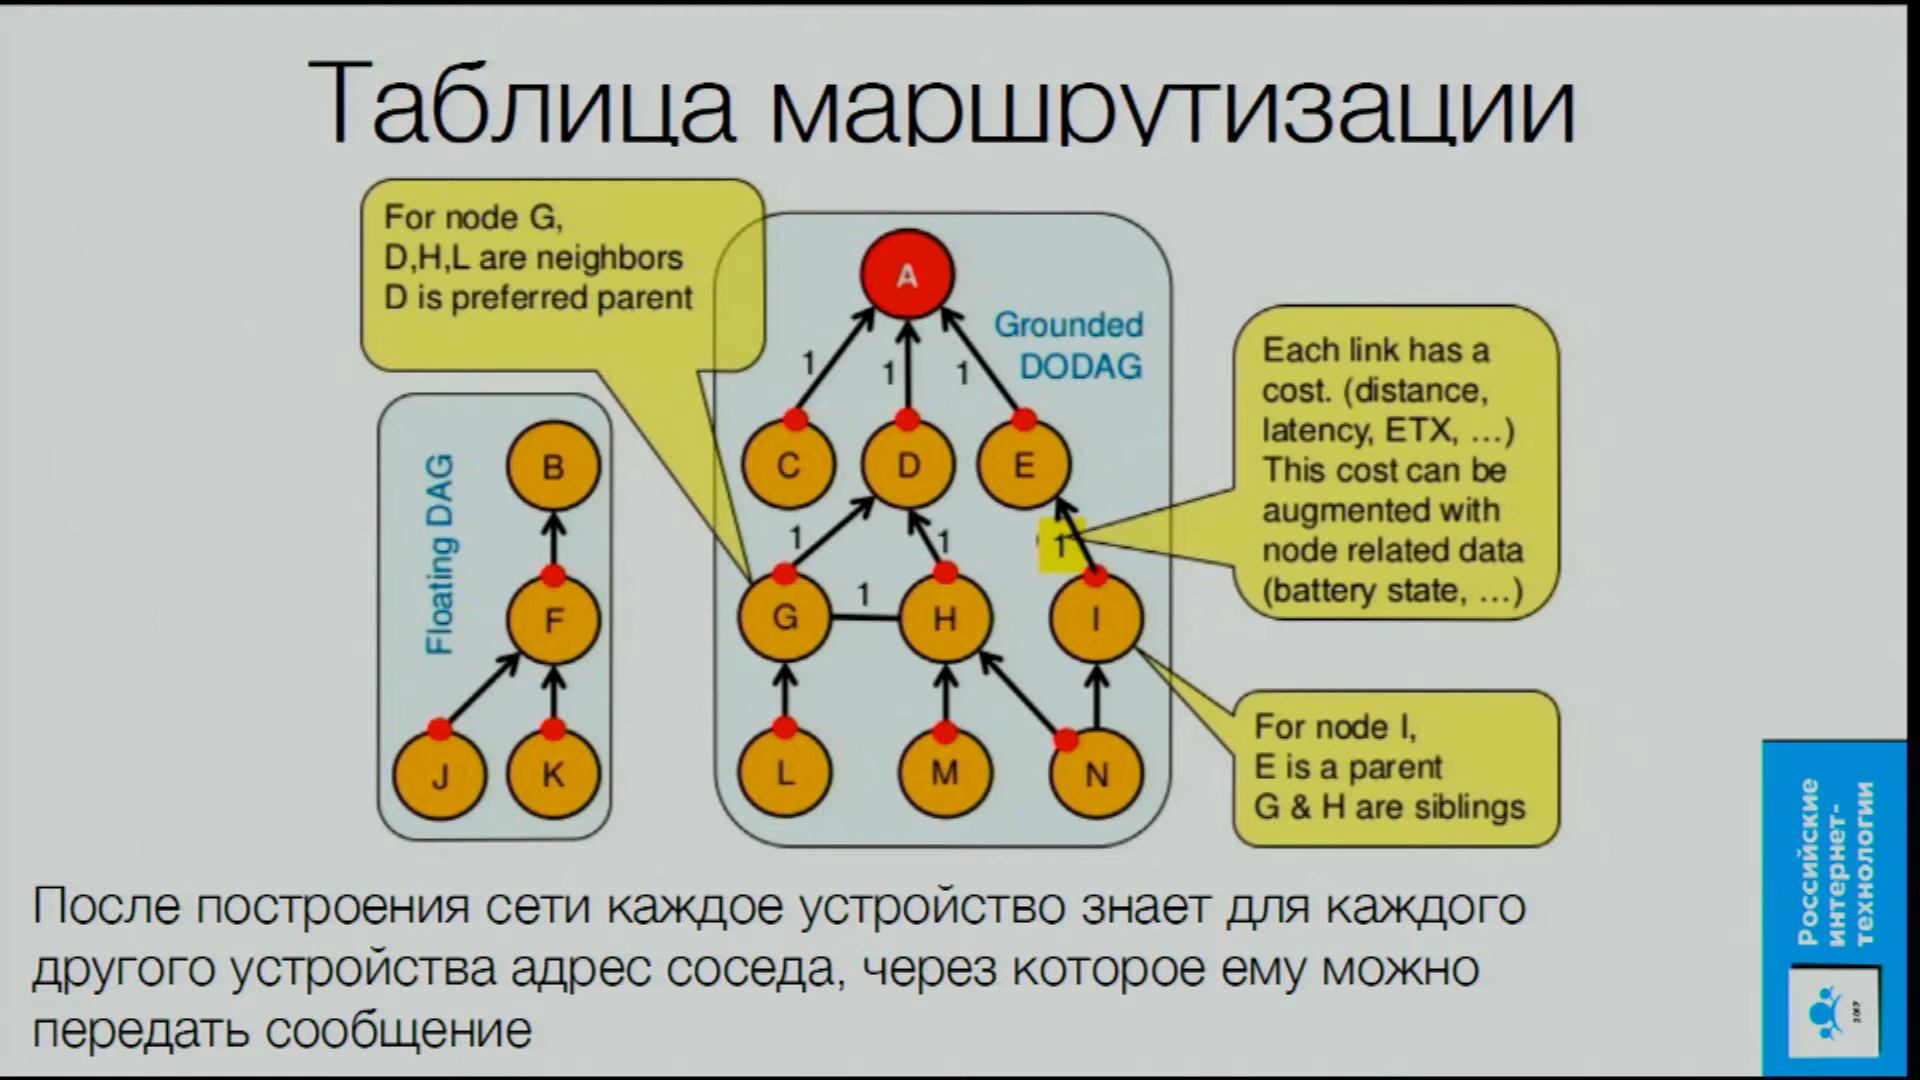 Таблица маршрутизации
For node G,
D,H,L are neighbors
D is preferred parent
A
Grounded
DODAG
1
1
1
Each link has a
cost. (distance,
latency, ETX, ...)
This cost can be
augmented with
node related data
(battery state, ...)
Floating DAG
B
C
D
E
1
1
1
F
G
1
H
I
J
K
L
M
N
For node I,
E is a parent
G & H are siblings
После построения сети каждое устройство знает для каждого
другого устройства адрес соседа, через которое ему можно
передать сообщение
Российские
интернет-
технологии
2017